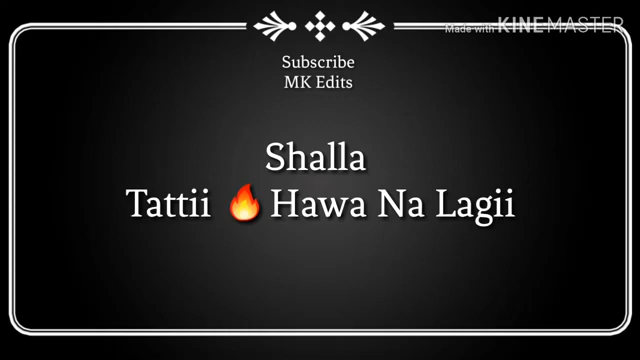 Made with KINEMASTER
Subscribe
MK Edits
Shalla
Tattii 🔥 Hawa Na Lagii